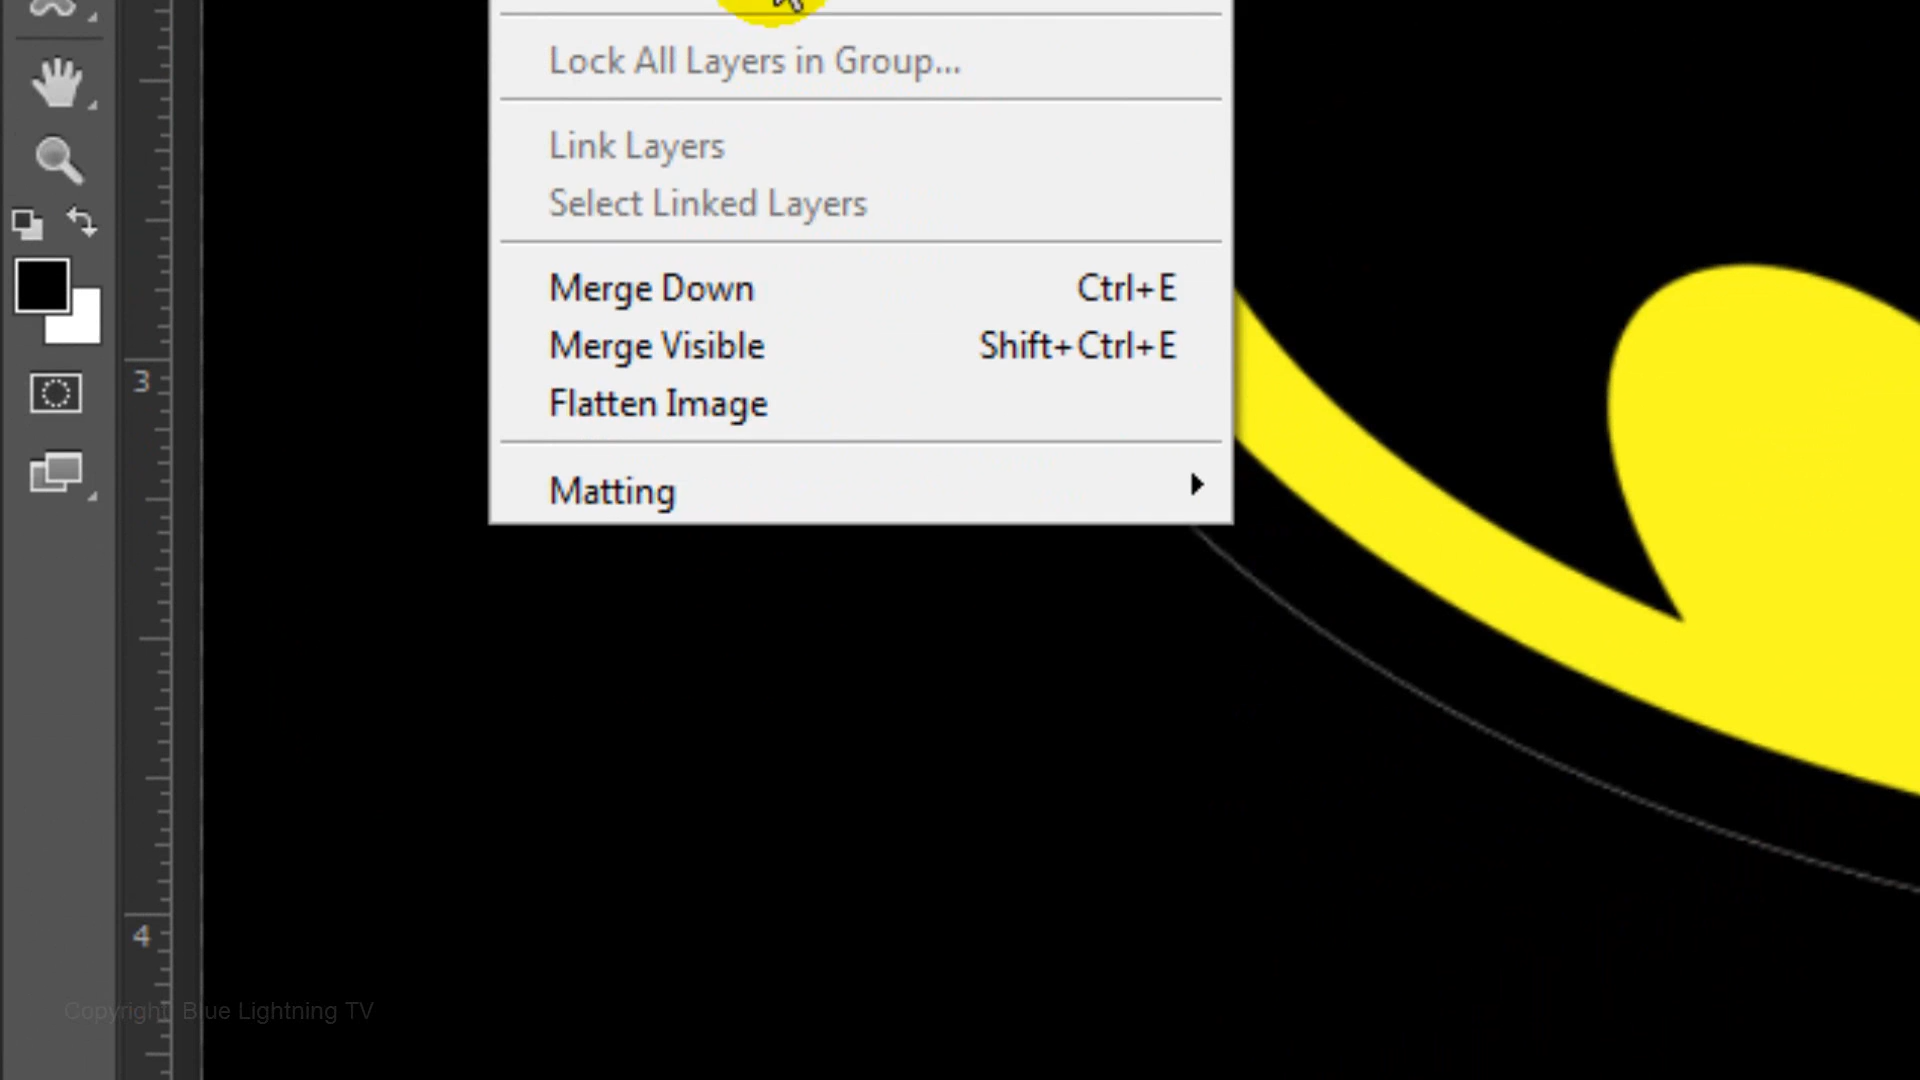 Lock All Layers in Group...
Link Layers
Select Linked Layers
Merge Down Ctrl+E
Merge Visible Shift+Ctrl+E
Flatten Image
Matting
3
4
Copyright: Blue Lightning TV